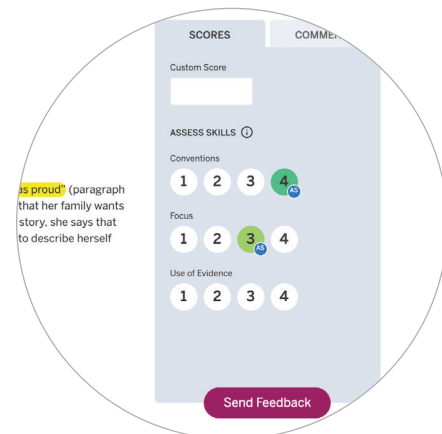 SCORES
COMME
Custom Score
ASSESS SKILLS
Conventions
1 2 3 4
AS
as proud” (paragraph
that her family wants
story, she says that
to describe herself
Focus
1 2 3 4
AS
Use of Evidence
1 2 3 4
Send Feedback